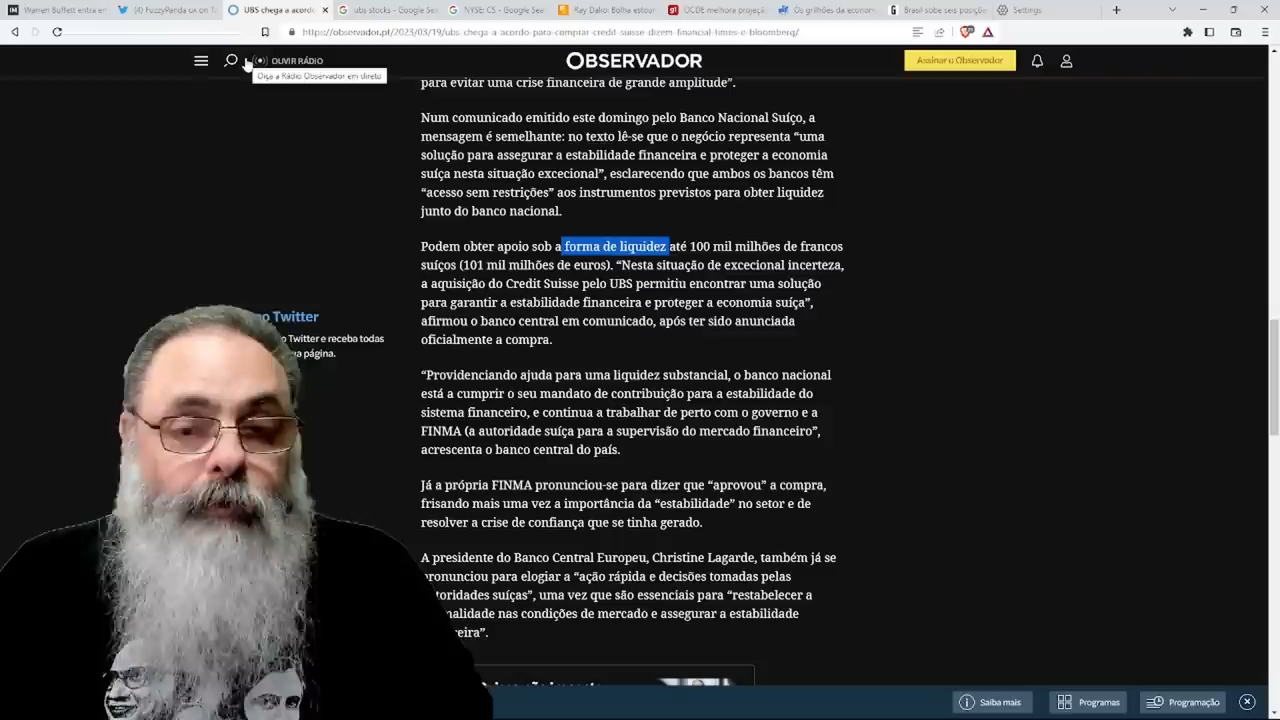 Warren Buffett entra em
FuzzyPanda on Tw
UBS chega a acordo
ubs stocks - Google Sea
NYSE: CS - Google Sear
Ray Dalio: Bolha estour
OCDE melhora projeç
Os grilhões da economi
Brasil sobe seis posiçõ
Settings
https://observador.pt/2023/03/19/ubs-chega-a-acordo-para-comprar-credit-suisse-dizem-financial-times-e-bloomberg/
OUVIR RÁDIO
OBSERVADOR
Assinar o Observador
Oiça a Rádio Observador em direto
para evitar uma crise financeira de grande amplitude”.
Num comunicado emitido este domingo pelo Banco Nacional Suíço, a
mensagem é semelhante: no texto lê-se que o negócio representa “uma
solução para assegurar a estabilidade financeira e proteger a economia
suíça nesta situação excecional”, esclarecendo que ambos os bancos têm
“acesso sem restrições” aos instrumentos previstos para obter liquidez
junto do banco nacional.
Podem obter apoio sob a forma de liquidez até 100 mil milhões de francos
suíços (101 mil milhões de euros). “Nesta situação de excecional incerteza,
a aquisição do Credit Suisse pelo UBS permitiu encontrar uma solução
para garantir a estabilidade financeira e proteger a economia suíça”,
afirmou o banco central em comunicado, após ter sido anunciada
oficialmente a compra.
no Twitter
Twitter e receba todas
página.
“Providenciando ajuda para uma liquidez substancial, o banco nacional
está a cumprir o seu mandato de contribuição para a estabilidade do
sistema financeiro, e continua a trabalhar de perto com o governo e a
FINMA (a autoridade suíça para a supervisão do mercado financeiro”,
acrescenta o banco central do país.
Já a própria FINMA pronunciou-se para dizer que “aprovou” a compra,
frisando mais uma vez a importância da “estabilidade” no setor e de
resolver a crise de confiança que se tinha gerado.
A presidente do Banco Central Europeu, Christine Lagarde, também já se
pronunciou para elogiar a “ação rápida e decisões tomadas pelas
toridades suíças”, uma vez que são essenciais para “restabelecer a
nalidade nas condições de mercado e assegurar a estabilidade
eira”.
Saiba mais
Programas
Programação